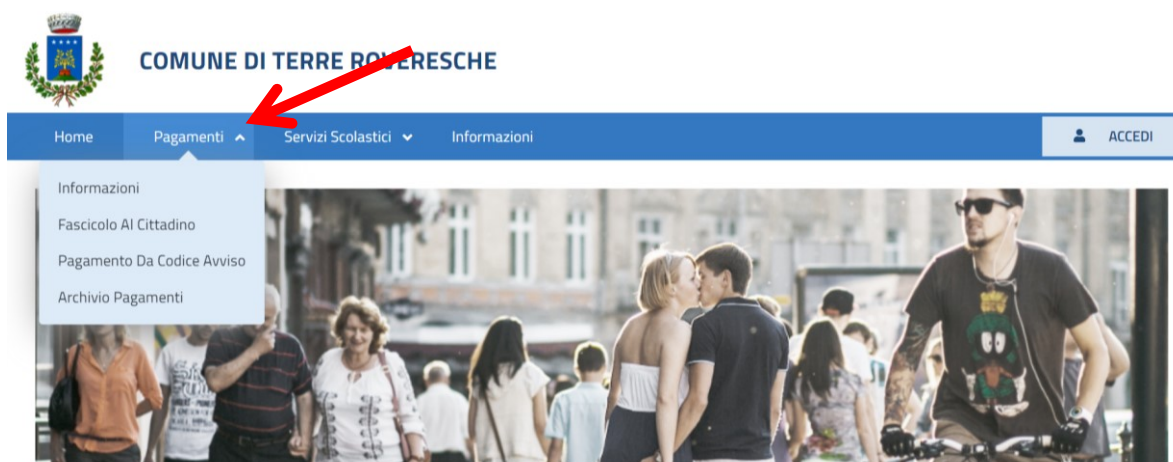 COMUNE DI TERRE ROVERESCHE
Home Pagamenti Servizi Scolastici Informazioni ACCEDI
Informazioni
Fascicolo Al Cittadino
Pagamento Da Codice Avviso
Archivio Pagamenti